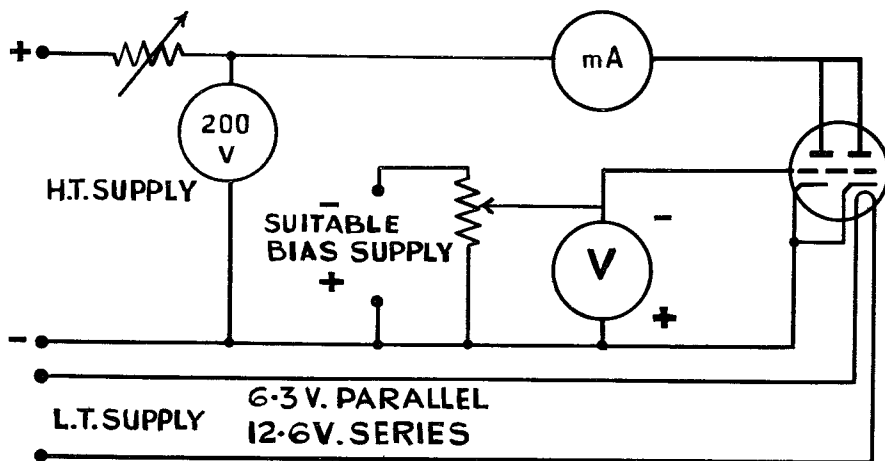 +
mA
200
V
H.T. SUPPLY
-
SUITABLE
BIAS SUPPLY
+
-
V
+
-
L.T. SUPPLY
6·3 V. PARALLEL
12·6V. SERIES